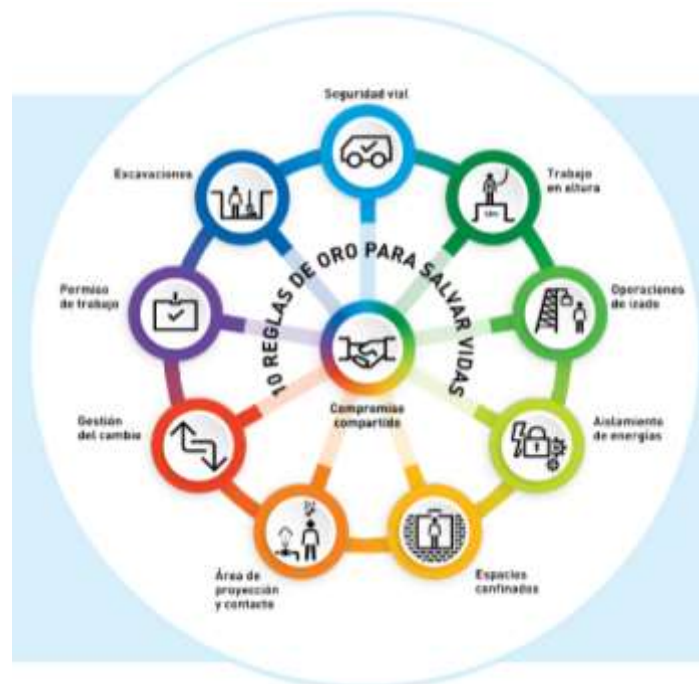 Seguridad vial
Trabajo
en altura
Operaciones
de izado
Aislamiento
de energías
Espacios
confinados
Área de
proyección
y contacto
Gestión
del cambio
Permiso
de trabajo
Excavaciones
10 REGLAS DE ORO PARA SALVAR VIDAS
Compromiso
compartido